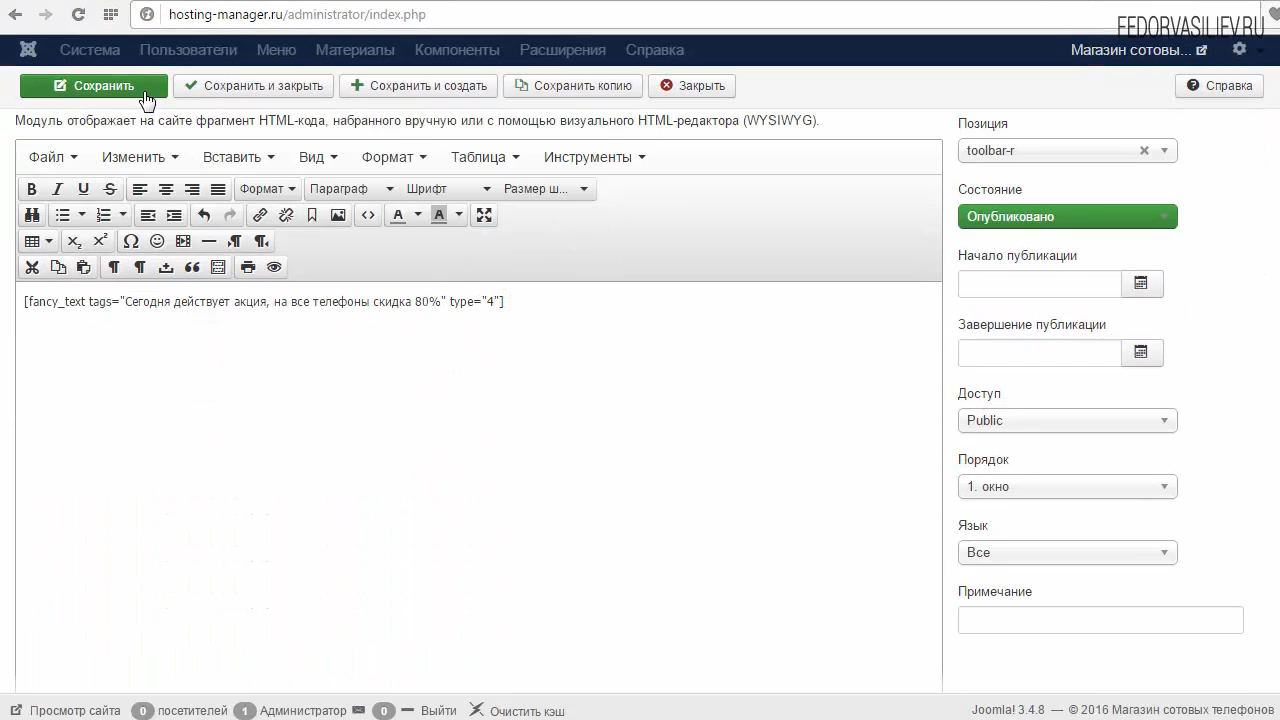 hosting-manager.ru/administrator/index.php
FEDORVASILIEV.RU
Система Пользователи Меню Материалы Компоненты Расширения Справка Магазин сотовы...
Сохранить Сохранить и закрыть Сохранить и создать Сохранить копию Закрыть Справка
Модуль отображает на сайте фрагмент HTML-кода, набранного вручную или с помощью визуального HTML-редактора (WYSIWYG).
Файл Изменить Вставить Вид Формат Таблица Инструменты
Формат Параграф Шрифт Размер ш...
[fancy_text tags="Сегодня действует акция, на все телефоны скидка 80%" type="4"]
Позиция
toolbar-r
Состояние
Опубликовано
Начало публикации
Завершение публикации
Доступ
Public
Порядок
1. окно
Язык
Все
Примечание
Просмотр сайта 0 посетителей 1 Администратор 0 Выйти Очистить кэш Joomla! 3.4.8 — © 2016 Магазин сотовых телефонов